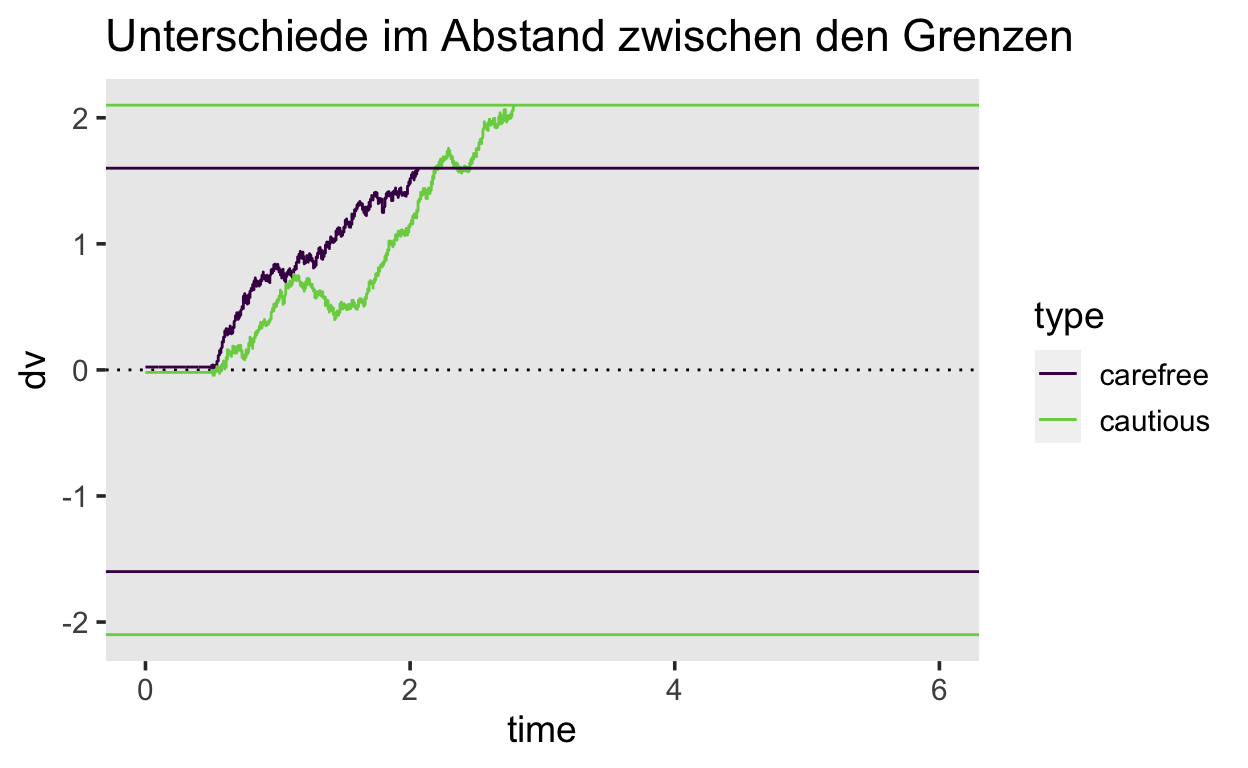 Unterschiede im Abstand zwischen den Grenzen
2
1
0
-1
-2
dv
0 2 4 6
time
type
carefree
cautious